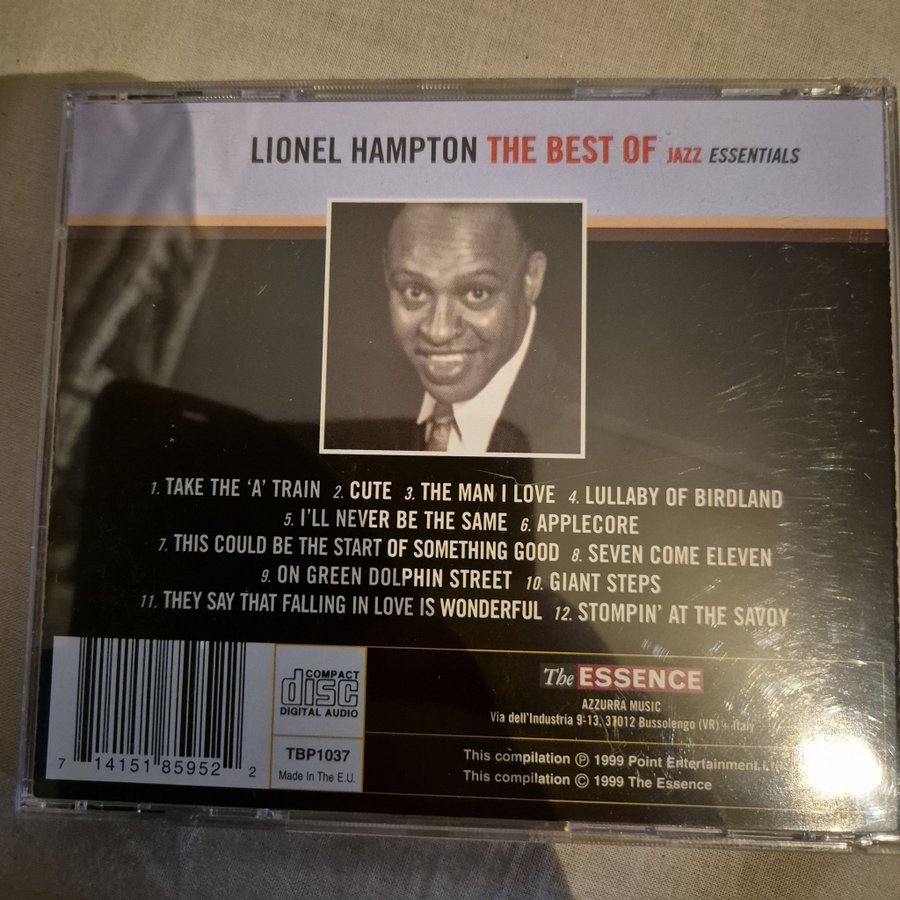 LIONEL HAMPTON THE BEST OF JAZZ ESSENTIALS
1. TAKE THE 'A' TRAIN 2. CUTE 3. THE MAN I LOVE 4. LULLABY OF BIRDLAND
5. I'LL NEVER BE THE SAME 6. APPLECORE
7. THIS COULD BE THE START OF SOMETHING GOOD 8. SEVEN COME ELEVEN
9. ON GREEN DOLPHIN STREET 10. GIANT STEPS
11. THEY SAY THAT FALLING IN LOVE IS WONDERFUL 12. STOMPIN' AT THE SAVOY
The ESSENCE
AZZURRA MUSIC
Via dell'Industria 9-13, 37012 Bussolengo (VR) - Italy
COMPACT
disc
DIGITAL AUDIO
TBP1037
Made In The E.U.
This compilation ℗ 1999 Point Entertainment
This compilation © 1999 The Essence
7 14151 85952 2